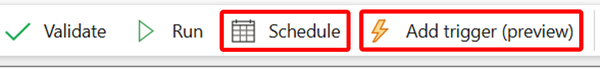 Validate Run Schedule Add trigger (preview)